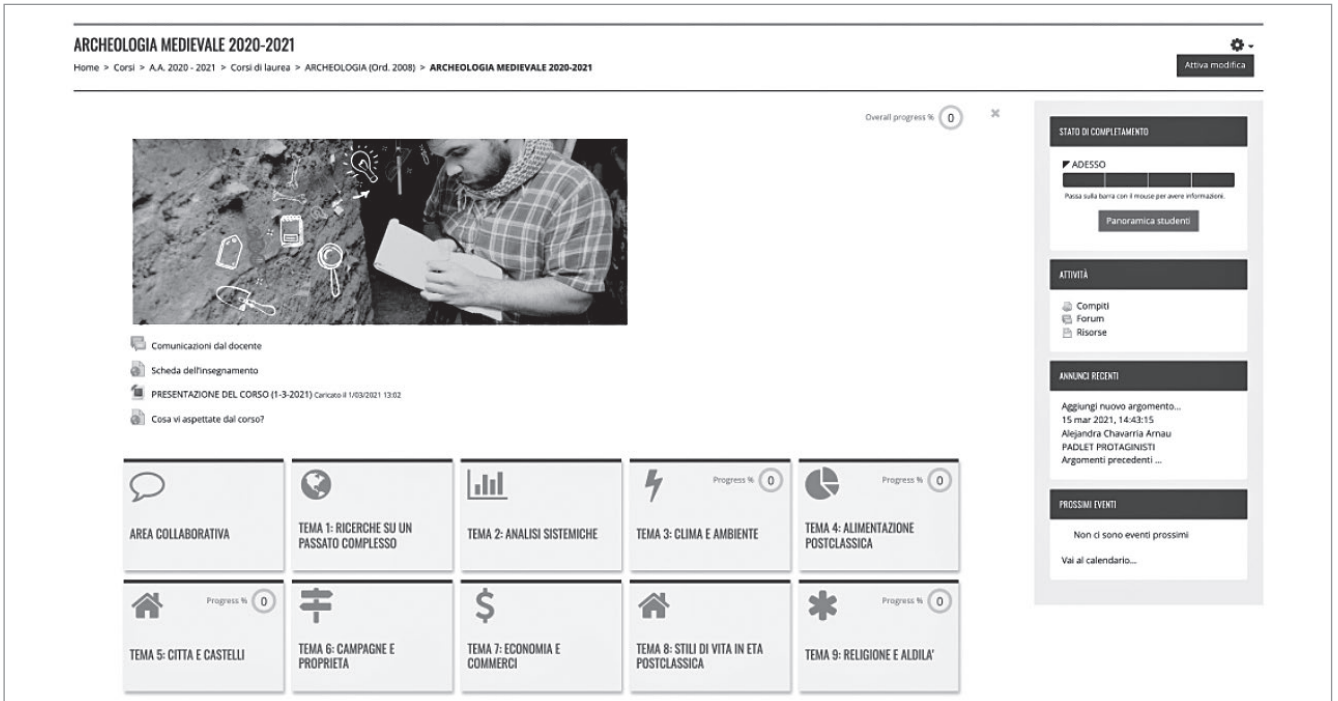 ARCHEOLOGIA MEDIEVALE 2020-2021
Home > Corsi > A.A. 2020 - 2021 > Corsi di laurea > ARCHEOLOGIA (Ord. 2008) > ARCHEOLOGIA MEDIEVALE 2020-2021
Attiva modifica
Overall progress % 0
Comunicazioni dal docente
Scheda dell'insegnamento
PRESENTAZIONE DEL CORSO (1-3-2021) Caricato il 1/03/2021 13:02
Cosa vi aspettate dal corso?
AREA COLLABORATIVA
TEMA 1: RICERCHE SU UN
PASSATO COMPLESSO
TEMA 2: ANALISI SISTEMICHE
Progress % 0
TEMA 3: CLIMA E AMBIENTE
Progress % 0
TEMA 4: ALIMENTAZIONE
POSTCLASSICA
Progress % 0
TEMA 5: CITTA E CASTELLI
TEMA 6: CAMPAGNE E
PROPRIETA
TEMA 7: ECONOMIA E
COMMERCI
TEMA 8: STILI DI VITA IN ETA
POSTCLASSICA
Progress % 0
TEMA 9: RELIGIONE E ALDILA'
STATO DI COMPLETAMENTO
ADESSO
Passa sulla barra con il mouse per avere informazioni.
Panoramica studenti
ATTIVITÀ
Compiti
Forum
Risorse
ANNUNCI RECENTI
Aggiungi nuovo argomento...
15 mar 2021, 14:43:15
Alejandra Chavarria Arnau
PADLET PROTAGINISTI
Argomenti precedenti ...
PROSSIMI EVENTI
Non ci sono eventi prossimi
Vai al calendario...